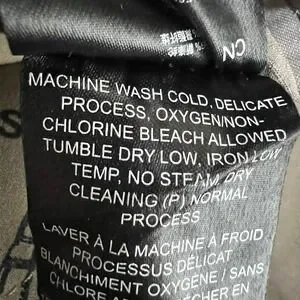 CN
MACHINE WASH COLD, DELICATE
PROCESS, OXYGEN/NON-
CHLORINE BLEACH ALLOWED
TUMBLE DRY LOW, IRON LOW
TEMP, NO STEAM, DRY
CLEANING (P) NORMAL
PROCESS
LAVER À LA MACHINE À FROID
PROCESSUS DÉLICAT
BLANCHIMENT OXYGÈNE / SANS